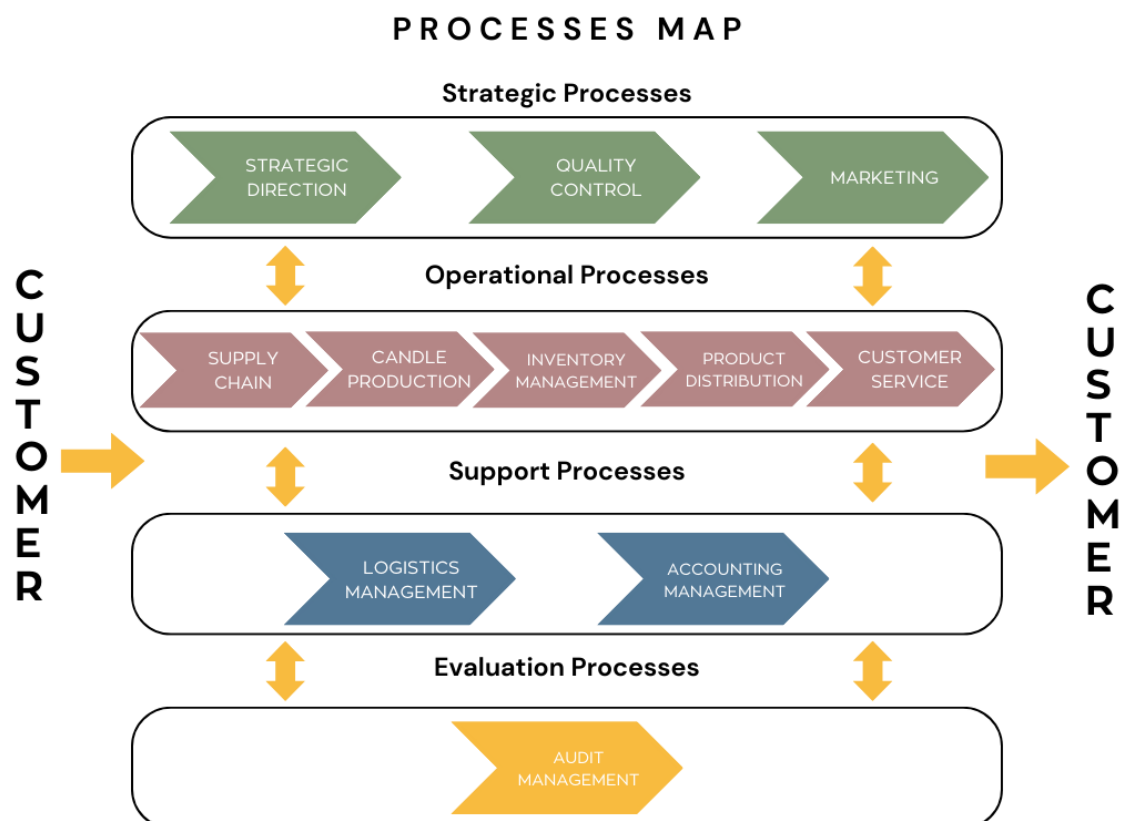 PROCESSES MAP
Strategic Processes
STRATEGIC
DIRECTION
QUALITY
CONTROL
MARKETING
CUSTOMER
Operational Processes
SUPPLY
CHAIN
CANDLE
PRODUCTION
INVENTORY
MANAGEMENT
PRODUCT
DISTRIBUTION
CUSTOMER
SERVICE
CUSTOMER
Support Processes
LOGISTICS
MANAGEMENT
ACCOUNTING
MANAGEMENT
Evaluation Processes
AUDIT
MANAGEMENT